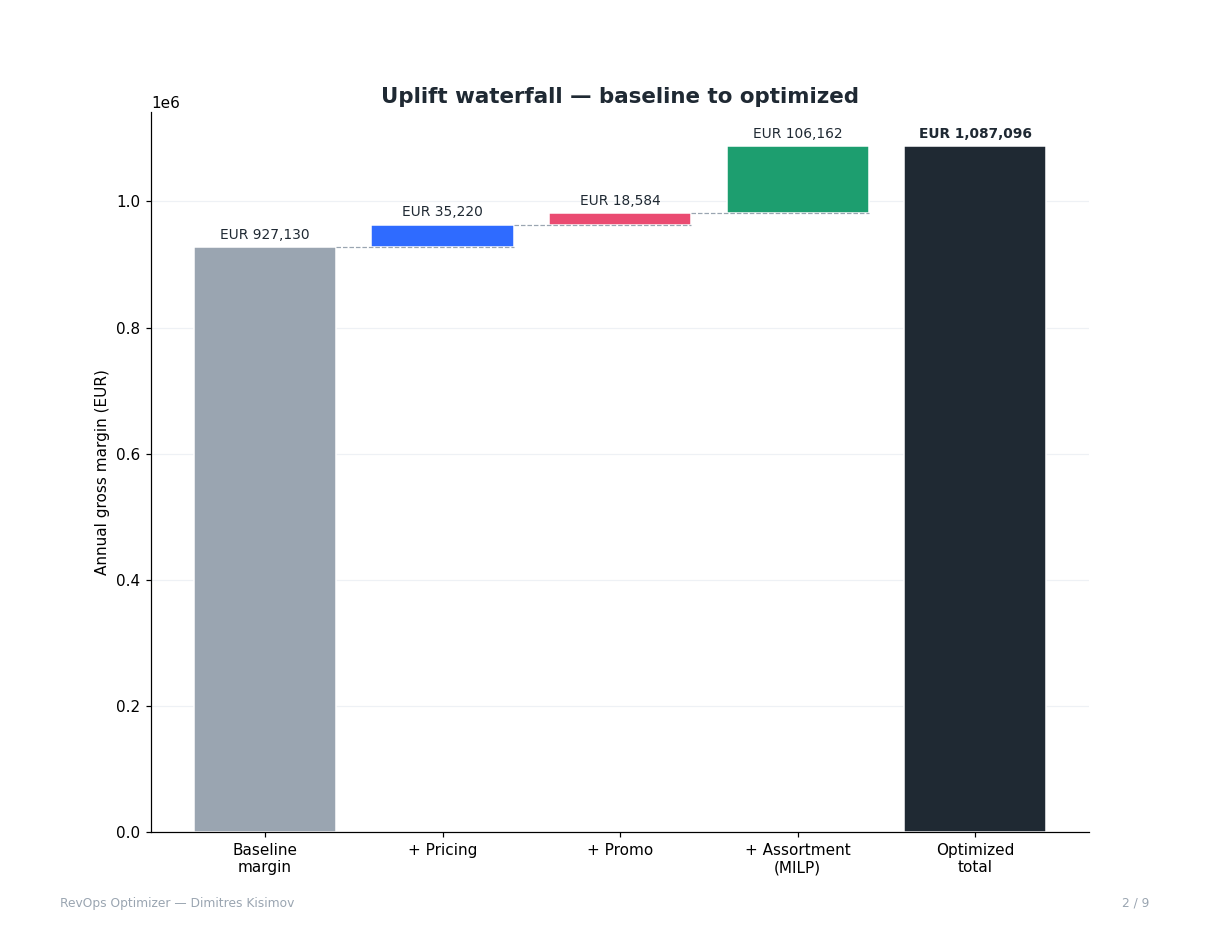 Uplift waterfall — baseline to optimized
1e6
EUR 106,162
EUR 1,087,096
1.0
EUR 35,220
EUR 18,584
EUR 927,130
0.8
0.6
0.4
0.2
0.0
Annual gross margin (EUR)
Baseline
margin
+ Pricing
+ Promo
+ Assortment
(MILP)
Optimized
total
RevOps Optimizer — Dimitres Kisimov
2 / 9